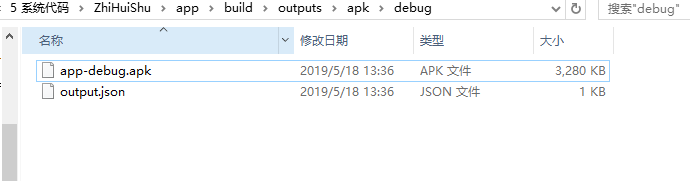 5 系统代码 > ZhiHuiShu > app > build > outputs > apk > debug 搜索"debug"
名称 修改日期 类型 大小
app-debug.apk 2019/5/18 13:36 APK 文件 3,280 KB
output.json 2019/5/18 13:36 JSON 文件 1 KB